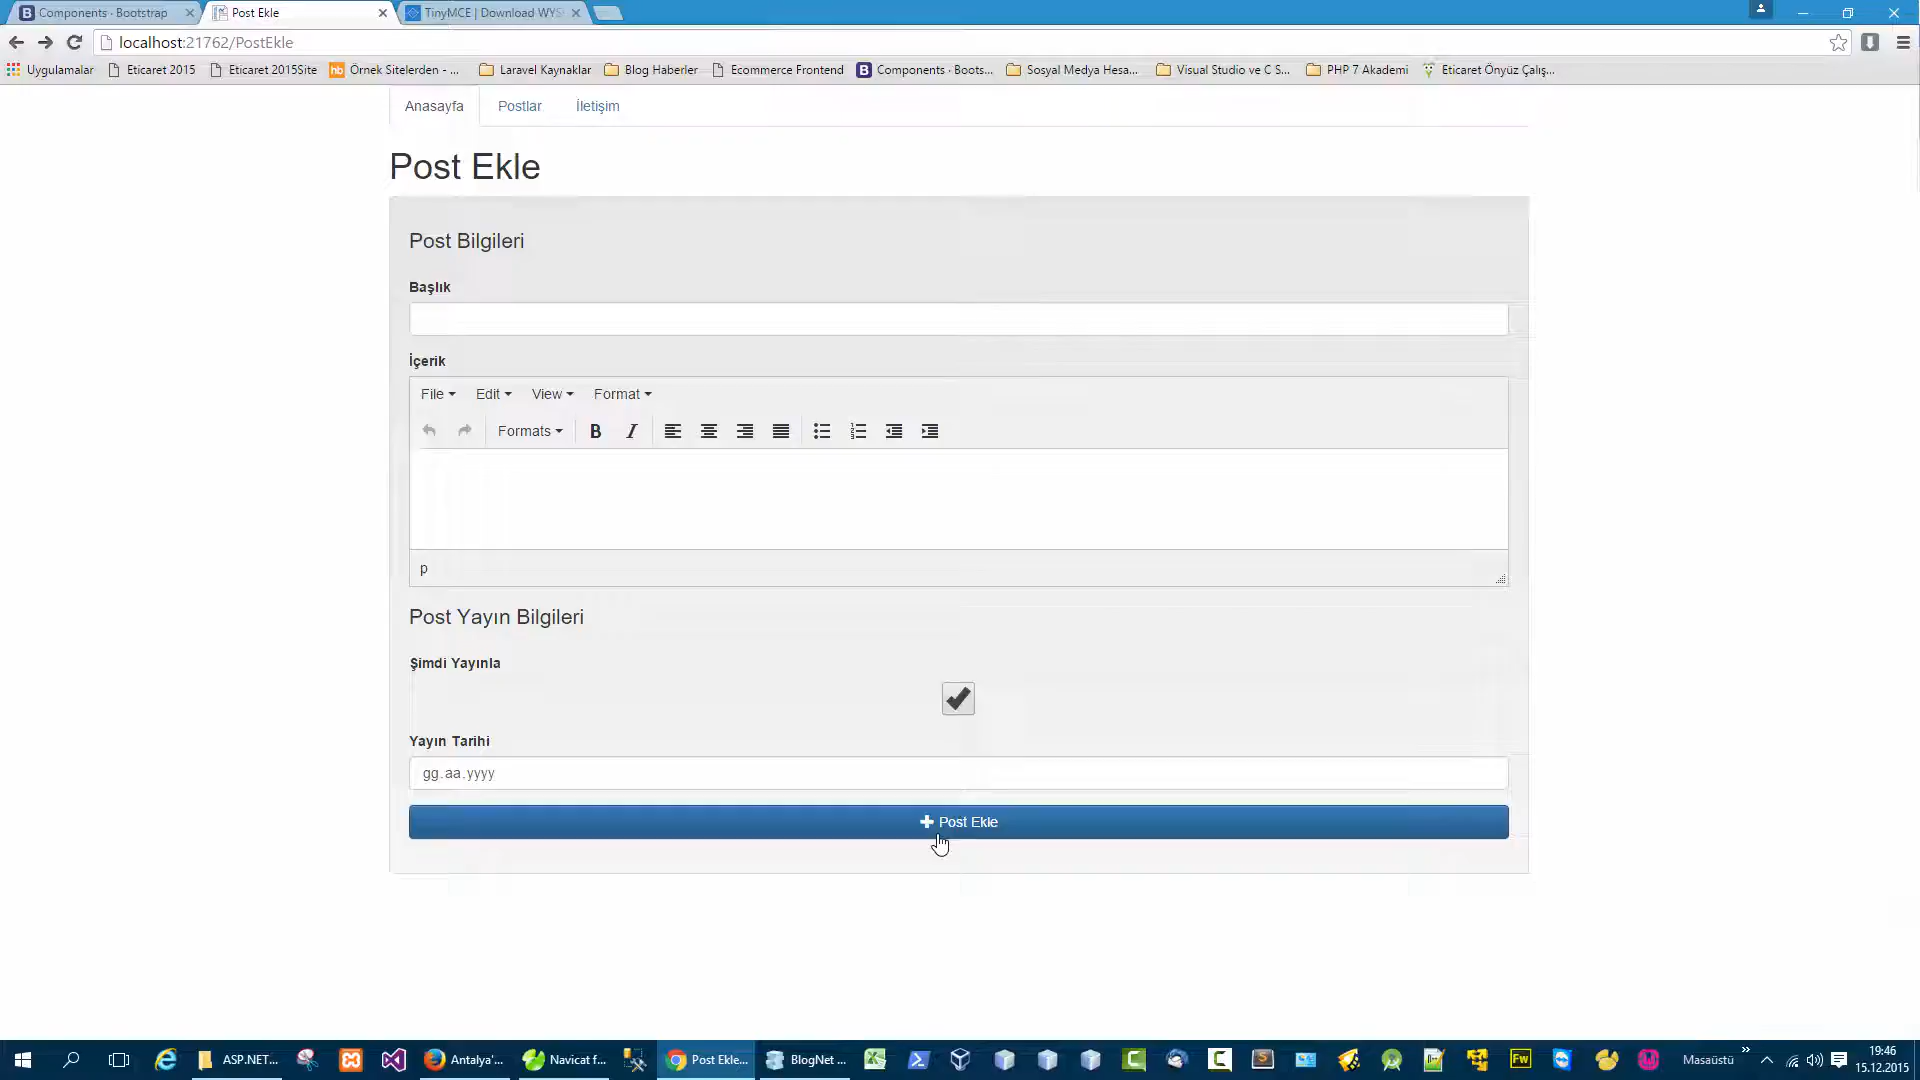 Components · Bootstrap
Post Ekle
TinyMCE | Download WYS
localhost:21762/PostEkle
Uygulamalar
Eticaret 2015
Eticaret 2015Site
Örnek Sitelerden - ...
Laravel Kaynaklar
Blog Haberler
Ecommerce Frontend
Components · Boots...
Sosyal Medya Hesa...
Visual Studio ve C S...
PHP 7 Akademi
Eticaret Önyüz Çalış...
Anasayfa
Postlar
İletişim
Post Ekle
Post Bilgileri
Başlık
İçerik
File
Edit
View
Format
Formats
B
I
p
Post Yayın Bilgileri
Şimdi Yayınla
Yayın Tarihi
gg.aa.yyyy
Post Ekle
ASP.NET...
Antalya'...
Navicat f...
Post Ekle...
BlogNet ...
Fw
Masaüstü
19:46
15.12.2015